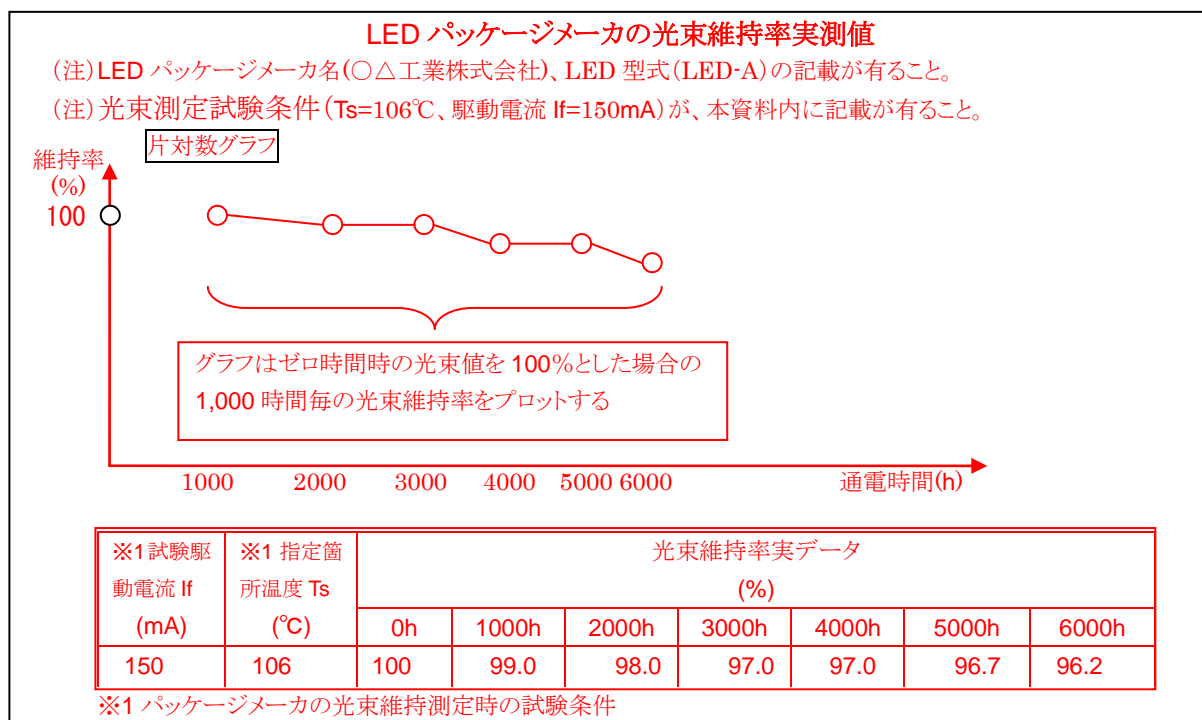 LED パッケージメーカの光束維持率実測値
(注)LED パッケージメーカ名(○△工業株式会社)、LED 型式(LED-A)の記載が有ること。
(注)光束測定試験条件(Ts=106℃、駆動電流 If=150mA)が、本資料内に記載が有ること。
片対数グラフ
維持率
(%)
100
グラフはゼロ時間時の光束値を 100%とした場合の
1,000 時間毎の光束維持率をプロットする
1000 2000 3000 4000 5000 6000 通電時間(h)
※1試験駆 ※1 指定箇 光束維持率実データ
動電流 If 所温度 Ts (%)
(mA) (℃) 0h 1000h 2000h 3000h 4000h 5000h 6000h
150 106 100 99.0 98.0 97.0 97.0 96.7 96.2
※1 パッケージメーカの光束維持測定時の試験条件